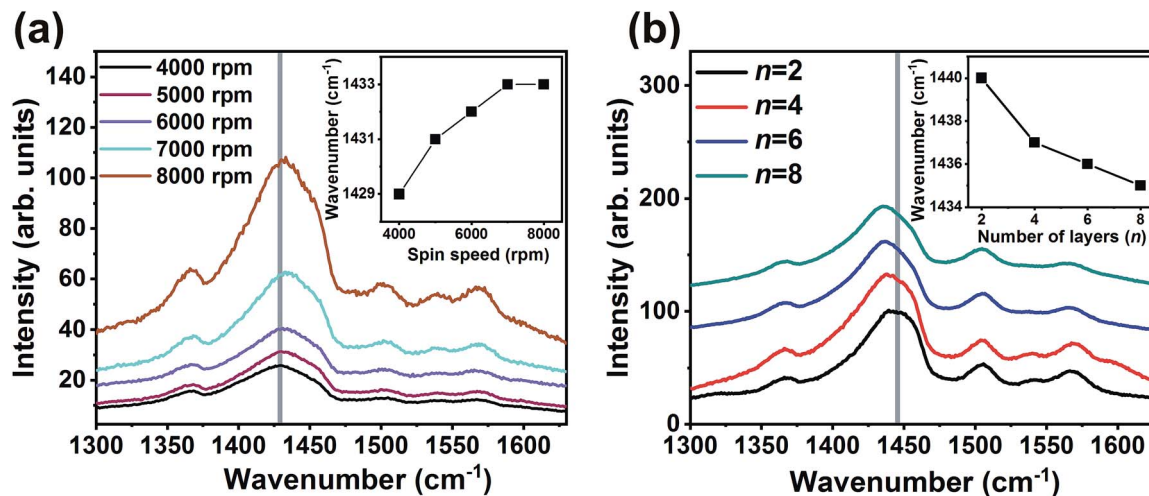 (a)
140
120
100
80
60
40
20
Intensity (arb. units)
4000 rpm
5000 rpm
6000 rpm
7000 rpm
8000 rpm
1433
1431
1429
Wavenumber (cm-1)
4000 6000 8000
Spin speed (rpm)
1300 1350 1400 1450 1500 1550 1600
Wavenumber (cm-1)
(b)
300
200
100
0
Intensity (arb. units)
n=2
n=4
n=6
n=8
1440
1438
1436
1434
Wavenumber (cm-1)
2 4 6 8
Number of layers (n)
1300 1350 1400 1450 1500 1550 1600
Wavenumber (cm-1)